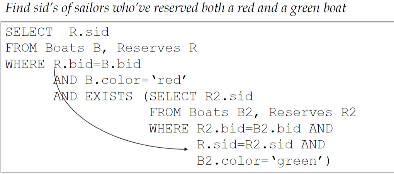 Find sid's of sailors who've reserved both a red and a green boat
SELECT R.sid
FROM Boats B, Reserves R
WHERE R.bid=B.bid
AND B.color=‘red’
AND EXISTS (SELECT R2.sid
FROM Boats B2, Reserves R2
WHERE R2.bid=B2.bid AND
R.sid=R2.sid AND
B2.color=‘green’)